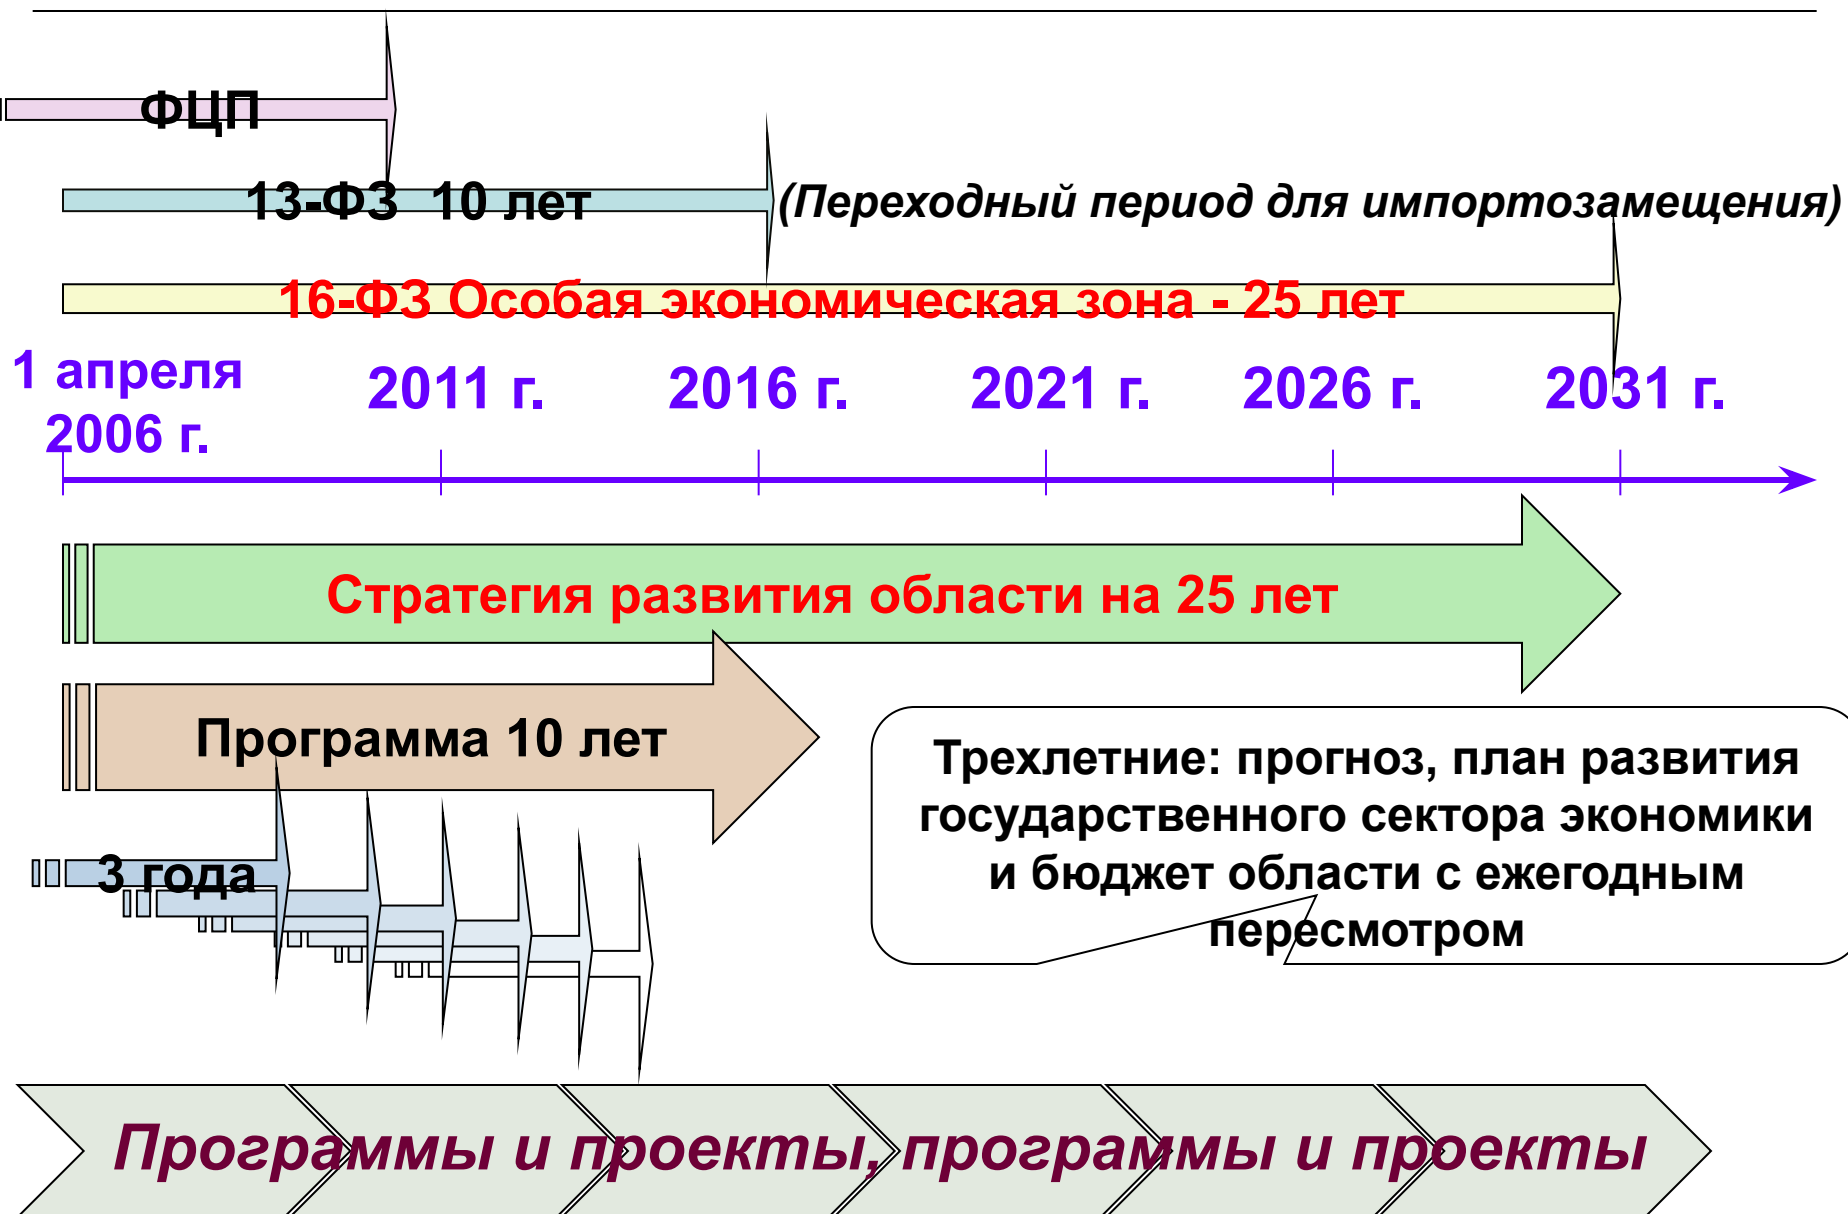 ФЦП
13-ФЗ 10 лет
(Переходный период для импортозамещения)
16-ФЗ Особая экономическая зона - 25 лет
1 апреля
2006 г.
2011 г.
2016 г.
2021 г.
2026 г.
2031 г.
Стратегия развития области на 25 лет
Программа 10 лет
Трехлетние: прогноз, план развития
государственного сектора экономики
и бюджет области с ежегодным
пересмотром
3 года
Программы и проекты, программы и проекты